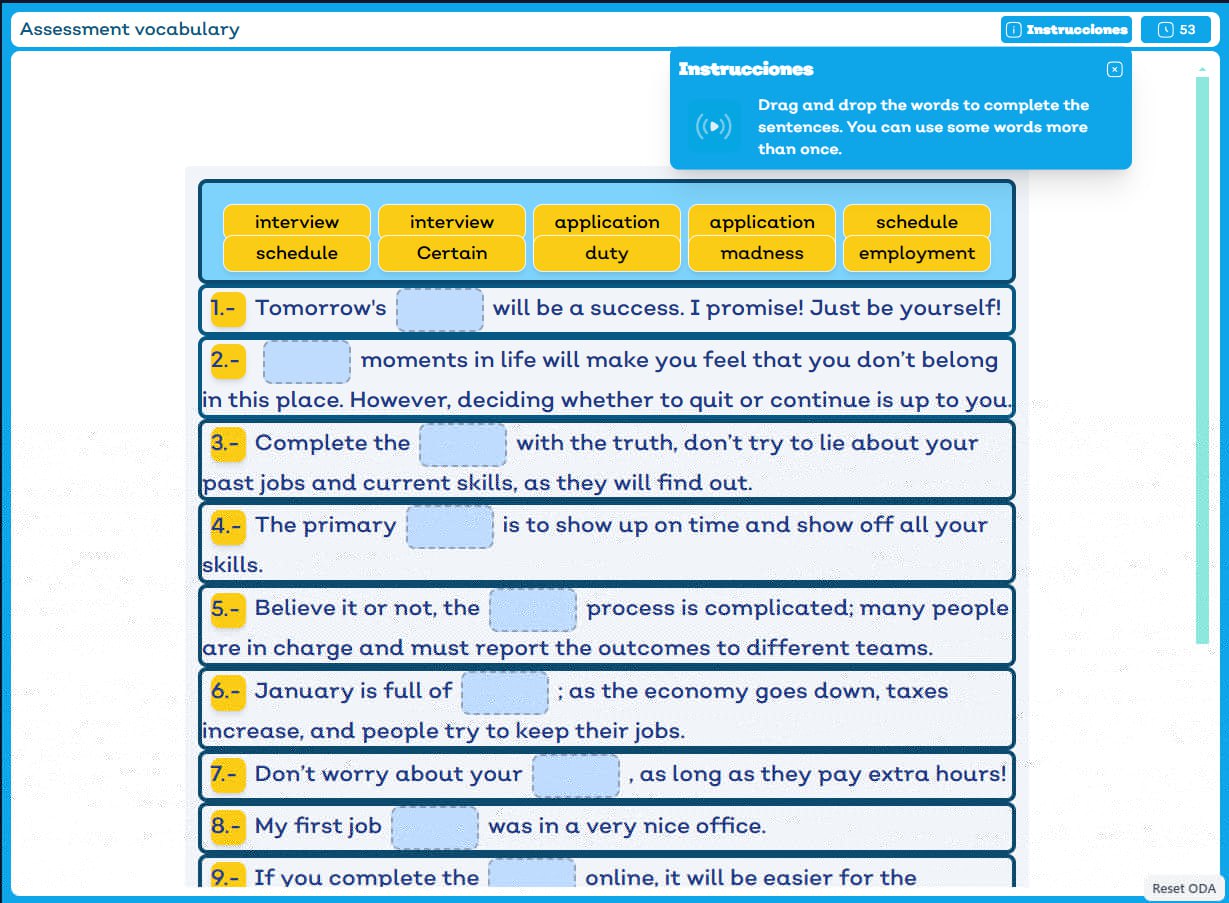 Assessment vocabulary
Instrucciones
53
Instrucciones
Drag and drop the words to complete the
sentences. You can use some words more
than once.
interview interview application application schedule
schedule Certain duty madness employment
1.- Tomorrow's will be a success. I promise! Just be yourself!
2.- moments in life will make you feel that you don’t belong
in this place. However, deciding whether to quit or continue is up to you.
3.- Complete the with the truth, don’t try to lie about your
past jobs and current skills, as they will find out.
4.- The primary is to show up on time and show off all your
skills.
5.- Believe it or not, the process is complicated; many people
are in charge and must report the outcomes to different teams.
6.- January is full of ; as the economy goes down, taxes
increase, and people try to keep their jobs.
7.- Don’t worry about your , as long as they pay extra hours!
8.- My first job was in a very nice office.
9.- If you complete the online, it will be easier for the
Reset ODA